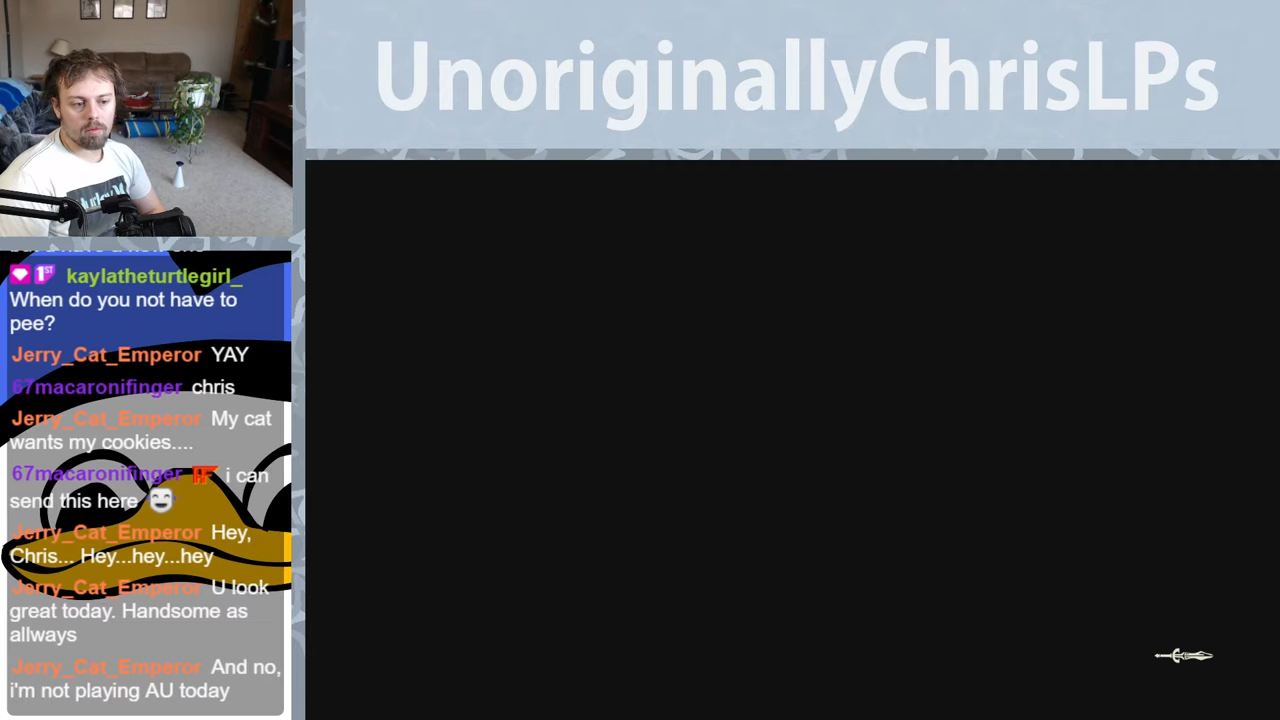 UnoriginallyChrisLPs
kaylatheturtlegirl_
When do you not have to
pee?
Jerry_Cat_Emperor YAY
67macaronifinger chris
Jerry_Cat_Emperor My cat
wants my cookies....
67macaronifinger i can
send this here
Jerry_Cat_Emperor Hey,
Chris... Hey...hey...hey
Jerry_Cat_Emperor U look
great today. Handsome as
allways
Jerry_Cat_Emperor And no,
i'm not playing AU today